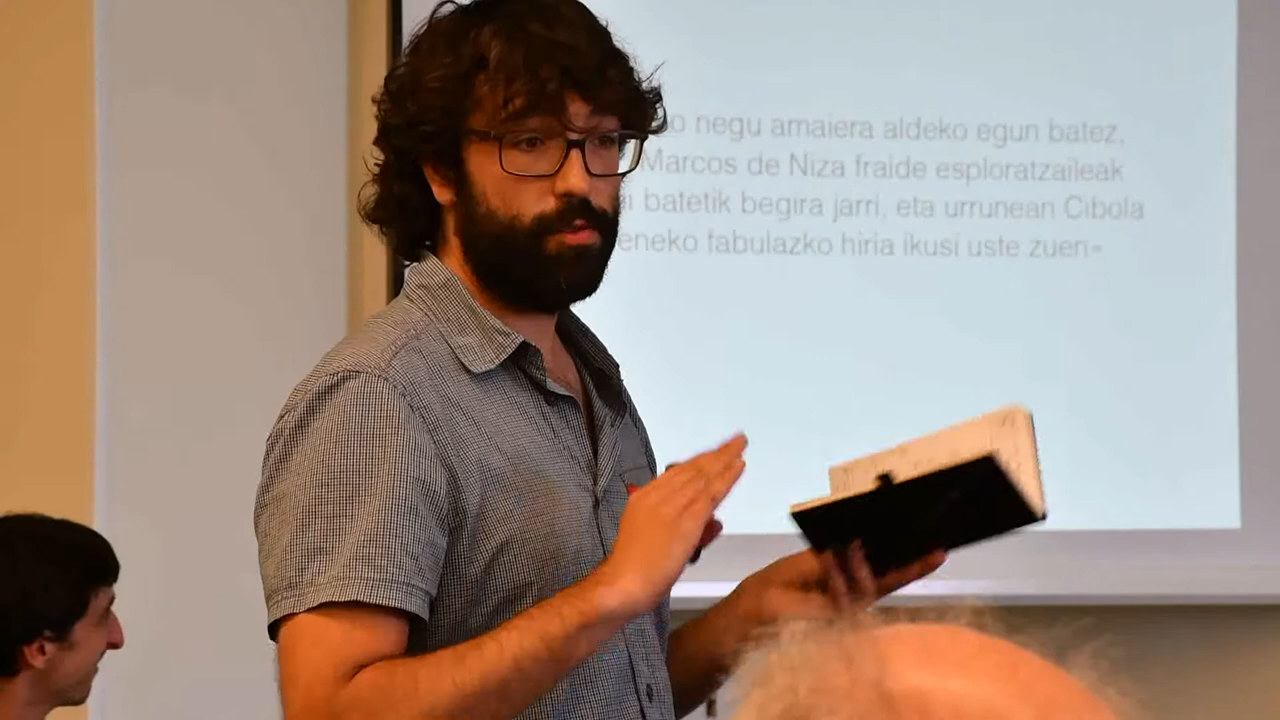 negu amaiera aldeko egun batez,
Marcos de Niza fraide esploratzaileak
batetik begira jarri, eta urrunean Cibola
fabulazko hiria ikusi uste zuen»